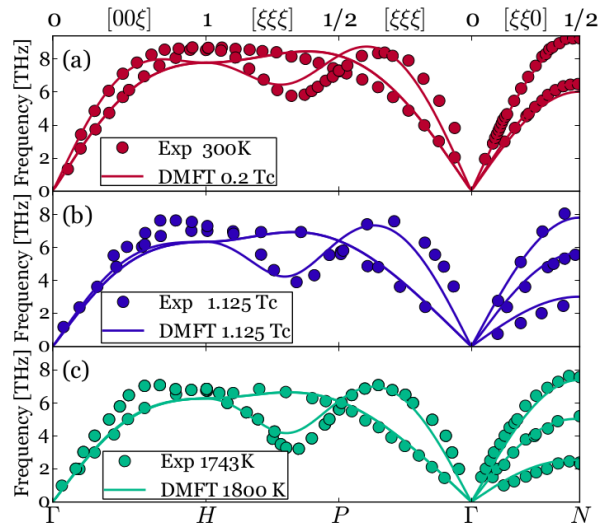 0 [00ξ] 1 [ξξξ] 1/2 [ξξξ] 0 [ξξ0] 1/2
Frequency [THz]
8
6
4
2
0
(a)
Exp 300K
DMFT 0.2 Tc
Frequency [THz]
8
6
4
2
0
(b)
Exp 1.125 Tc
DMFT 1.125 Tc
Frequency [THz]
8
6
4
2
0
(c)
Exp 1743K
DMFT 1800 K
Γ H P Γ N